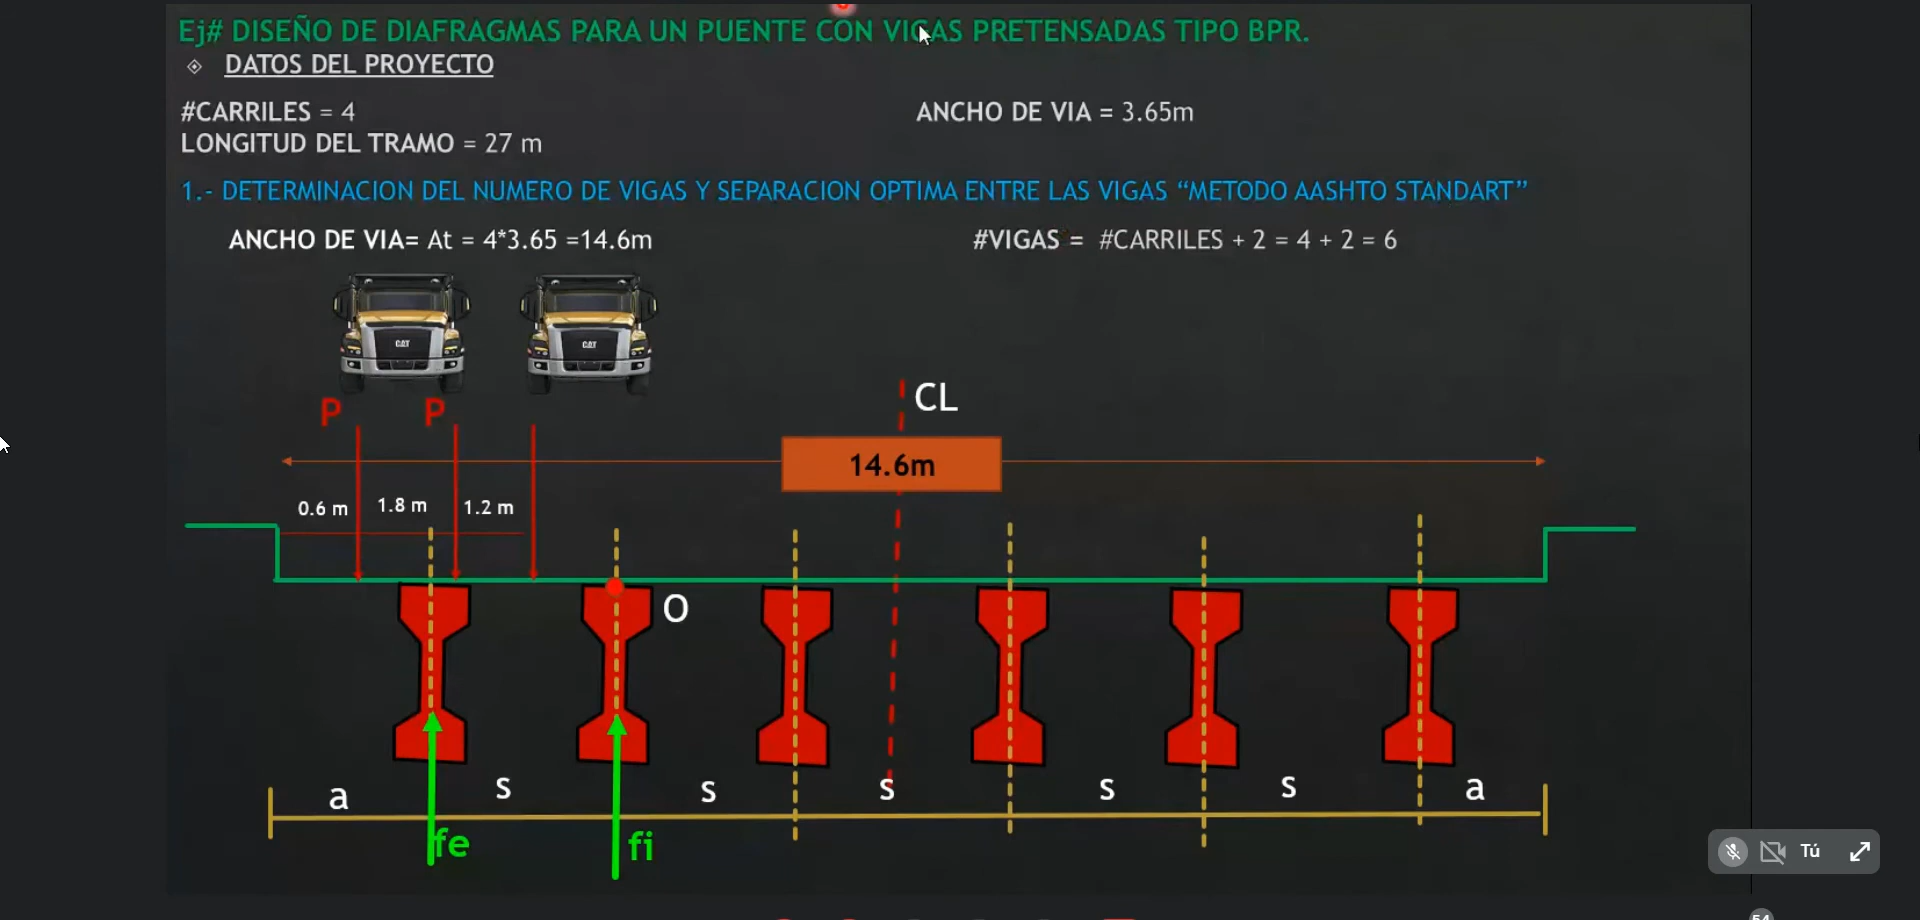 Ej# DISEÑO DE DIAFRAGMAS PARA UN PUENTE CON VIGAS PRETENSADAS TIPO BPR.
DATOS DEL PROYECTO
#CARRILES = 4
ANCHO DE VIA = 3.65m
LONGITUD DEL TRAMO = 27 m
1.- DETERMINACION DEL NUMERO DE VIGAS Y SEPARACION OPTIMA ENTRE LAS VIGAS “METODO AASHTO STANDART”
ANCHO DE VIA= At = 4*3.65 =14.6m
#VIGAS = #CARRILES + 2 = 4 + 2 = 6
CAT
CAT
P
P
CL
14.6m
0.6 m
1.8 m
1.2 m
O
a
s
s
s
s
s
a
fe
fi
Tú